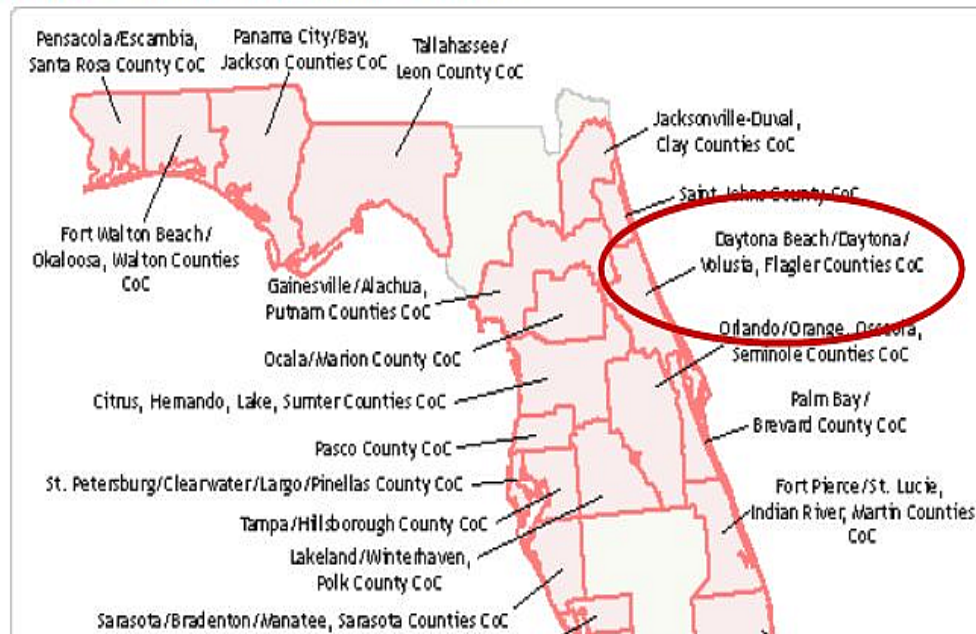 Pensacola/Escambia,
Santa Rosa County CoC
Panama City/Bay,
Jackson Counties CoC
Tallahassee/
Leon County CoC
Jacksonville-Duval,
Clay Counties CoC
Saint Johns County CoC
Fort Walton Beach/
Okaloosa, Walton Counties
CoC
Daytona Beach/Daytona/
Volusia, Flagler Counties CoC
Gainesville/Alachua,
Putnam Counties CoC
Orlando/Orange, Osceola,
Seminole Counties CoC
Ocala/Marion County CoC
Citrus, Hernando, Lake, Sumter Counties CoC
Palm Bay/
Brevard County CoC
Pasco County CoC
St. Petersburg/Clearwater/Largo/Pinellas County CoC
Fort Pierce/St. Lucie,
Indian River, Martin Counties
CoC
Tampa/Hillsborough County CoC
Lakeland/Winterhaven,
Polk County CoC
Sarasota/Bradenton/Manatee, Sarasota Counties CoC